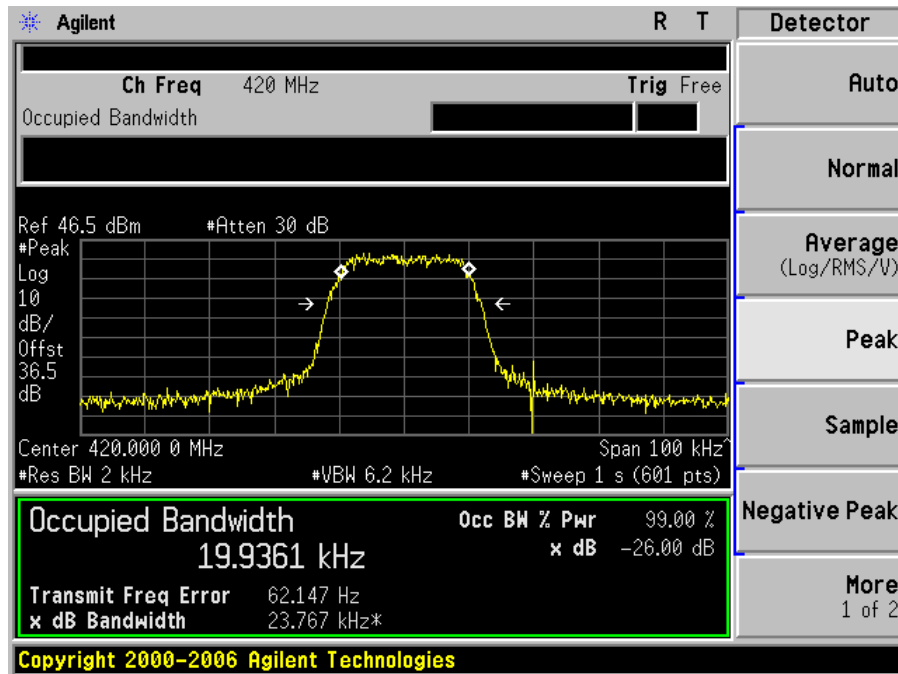 Agilent R T Detector
Ch Freq 420 MHz Trig Free
Occupied Bandwidth
Auto
Normal
Average
(Log/RMS/V)
Peak
Sample
Negative Peak
More
1 of 2
Ref 46.5 dBm #Atten 30 dB
#Peak
Log
10
dB/
Offst
36.5
dB
Center 420.000 0 MHz Span 100 kHz^
#Res BW 2 kHz #VBW 6.2 kHz #Sweep 1 s (601 pts)
Occupied Bandwidth Occ BW % Pwr 99.00 %
19.9361 kHz x dB -26.00 dB
Transmit Freq Error 62.147 Hz
x dB Bandwidth 23.767 kHz*
Copyright 2000-2006 Agilent Technologies